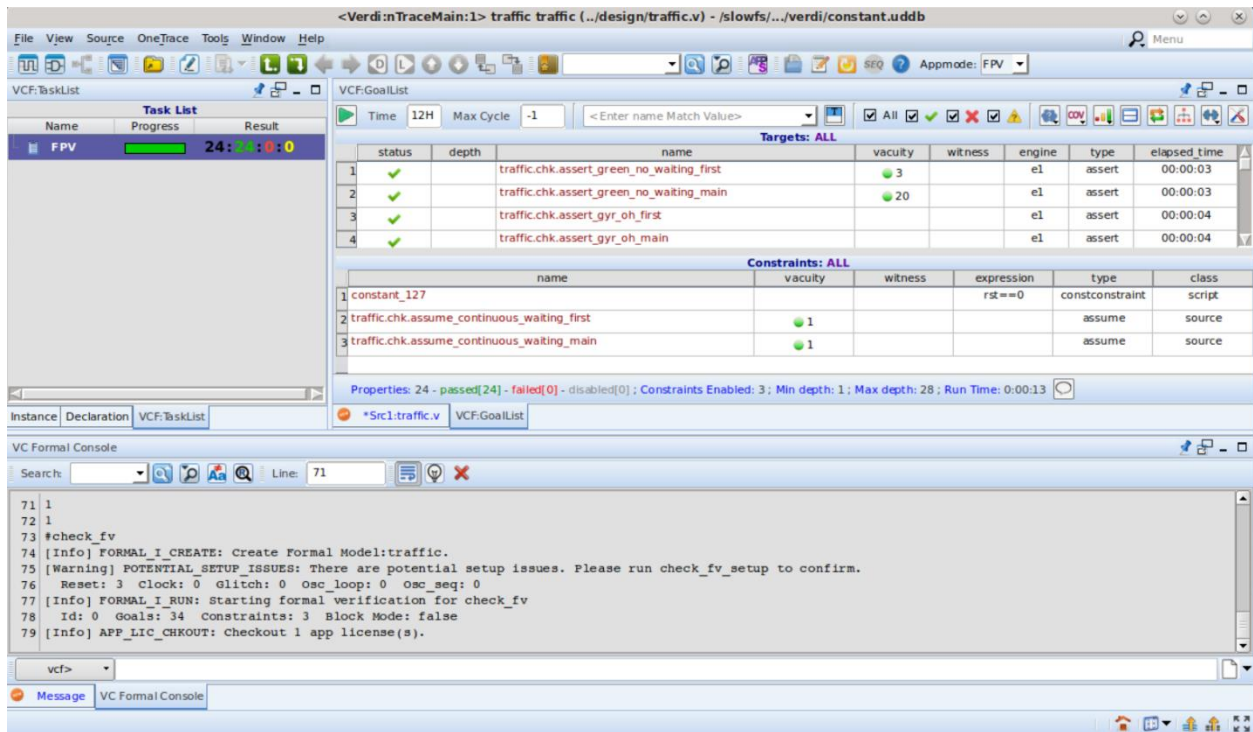 <Verdi:nTraceMain:1> traffic traffic (../design/traffic.v) - /slowfs/.../verdi/constant.uddb
File View Source OneTrace Tools Window Help
Menu
SEQ Appmode: FPV
VCF:TaskList
Task List
Name Progress Result
FPV 24:24:0:0
Instance Declaration VCF:TaskList
VCF:GoalList
Time 12H Max Cycle -1 <Enter name Match Value> All
COV
Targets: ALL
status depth name vacuity witness engine type elapsed_time
1 traffic.chk.assert_green_no_waiting_first 3 e1 assert 00:00:03
2 traffic.chk.assert_green_no_waiting_main 20 e1 assert 00:00:03
3 traffic.chk.assert_gyr_oh_first e1 assert 00:00:04
4 traffic.chk.assert_gyr_oh_main e1 assert 00:00:04
Constraints: ALL
name vacuity witness expression type class
1 constant_127 rst==0 constconstraint script
2 traffic.chk.assume_continuous_waiting_first 1 assume source
3 traffic.chk.assume_continuous_waiting_main 1 assume source
Properties: 24 - passed[24] - failed[0] - disabled[0] ; Constraints Enabled: 3 ; Min depth: 1 ; Max depth: 28 ; Run Time: 0:00:13
*Src1:traffic.v VCF:GoalList
VC Formal Console
Search: Line: 71
71 1
72 1
73 #check_fv
74 [Info] FORMAL_I_CREATE: Create Formal Model:traffic.
75 [Warning] POTENTIAL_SETUP_ISSUES: There are potential setup issues. Please run check_fv_setup to confirm.
76 Reset: 3 Clock: 0 Glitch: 0 Osc_loop: 0 Osc_seq: 0
77 [Info] FORMAL_I_RUN: Starting formal verification for check_fv
78 Id: 0 Goals: 34 Constraints: 3 Block Mode: false
79 [Info] APP_LIC_CHKOUT: Checkout 1 app license(s).
vcf>
Message VC Formal Console